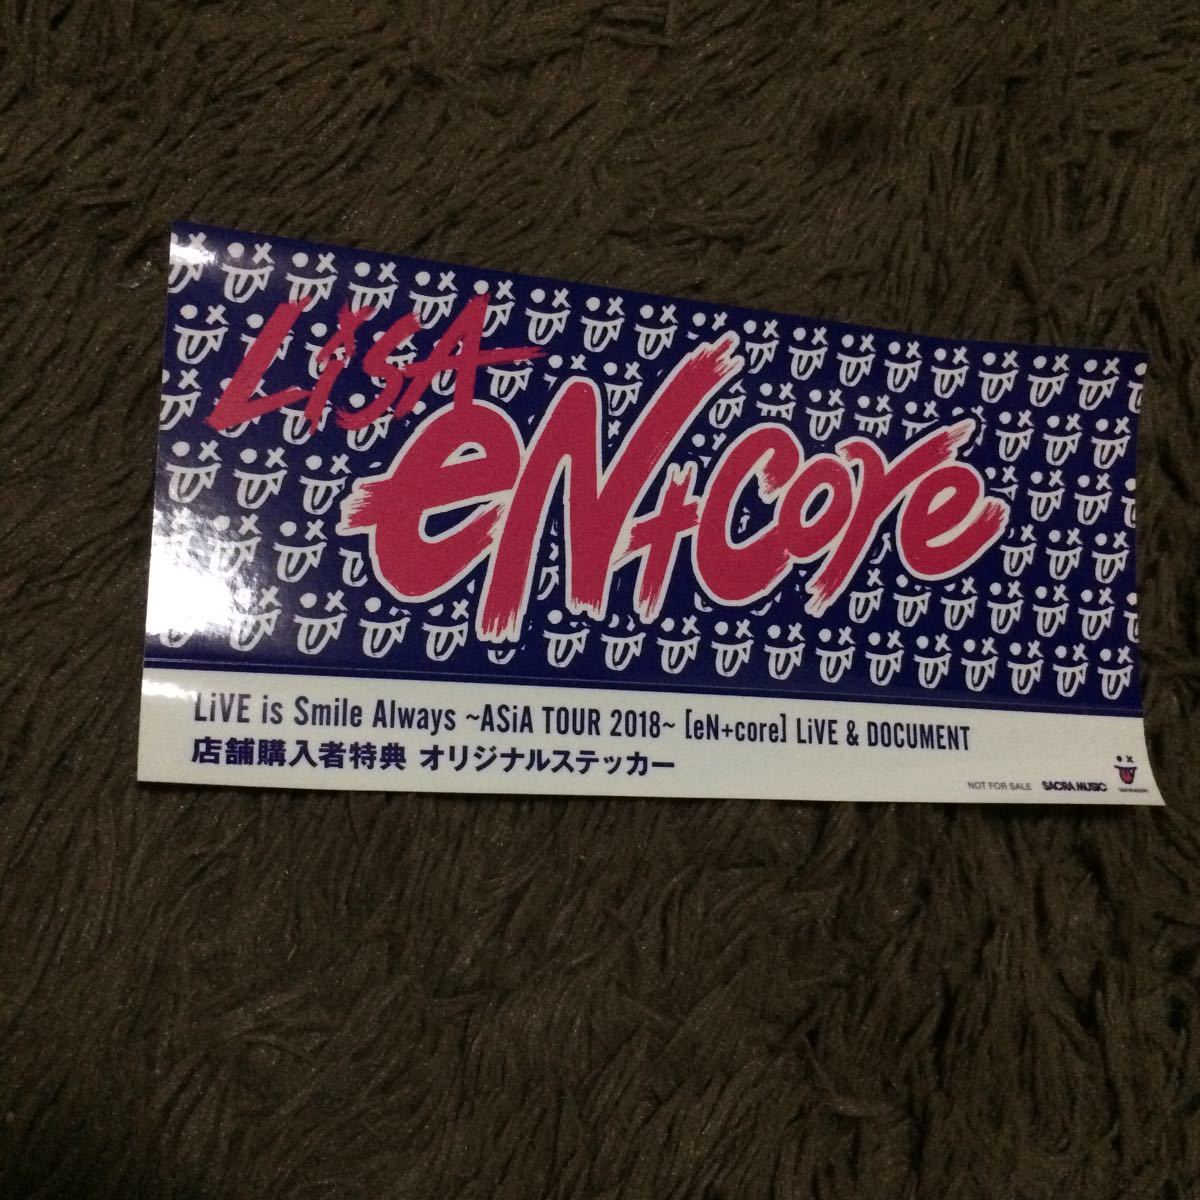 LiSA
eN+core
LiVE is Smile Always ~ASiA TOUR 2018~ [eN+core] LiVE & DOCUMENT
店舗購入者特典 オリジナルステッカー
NOT FOR SALE SACRA MUSIC